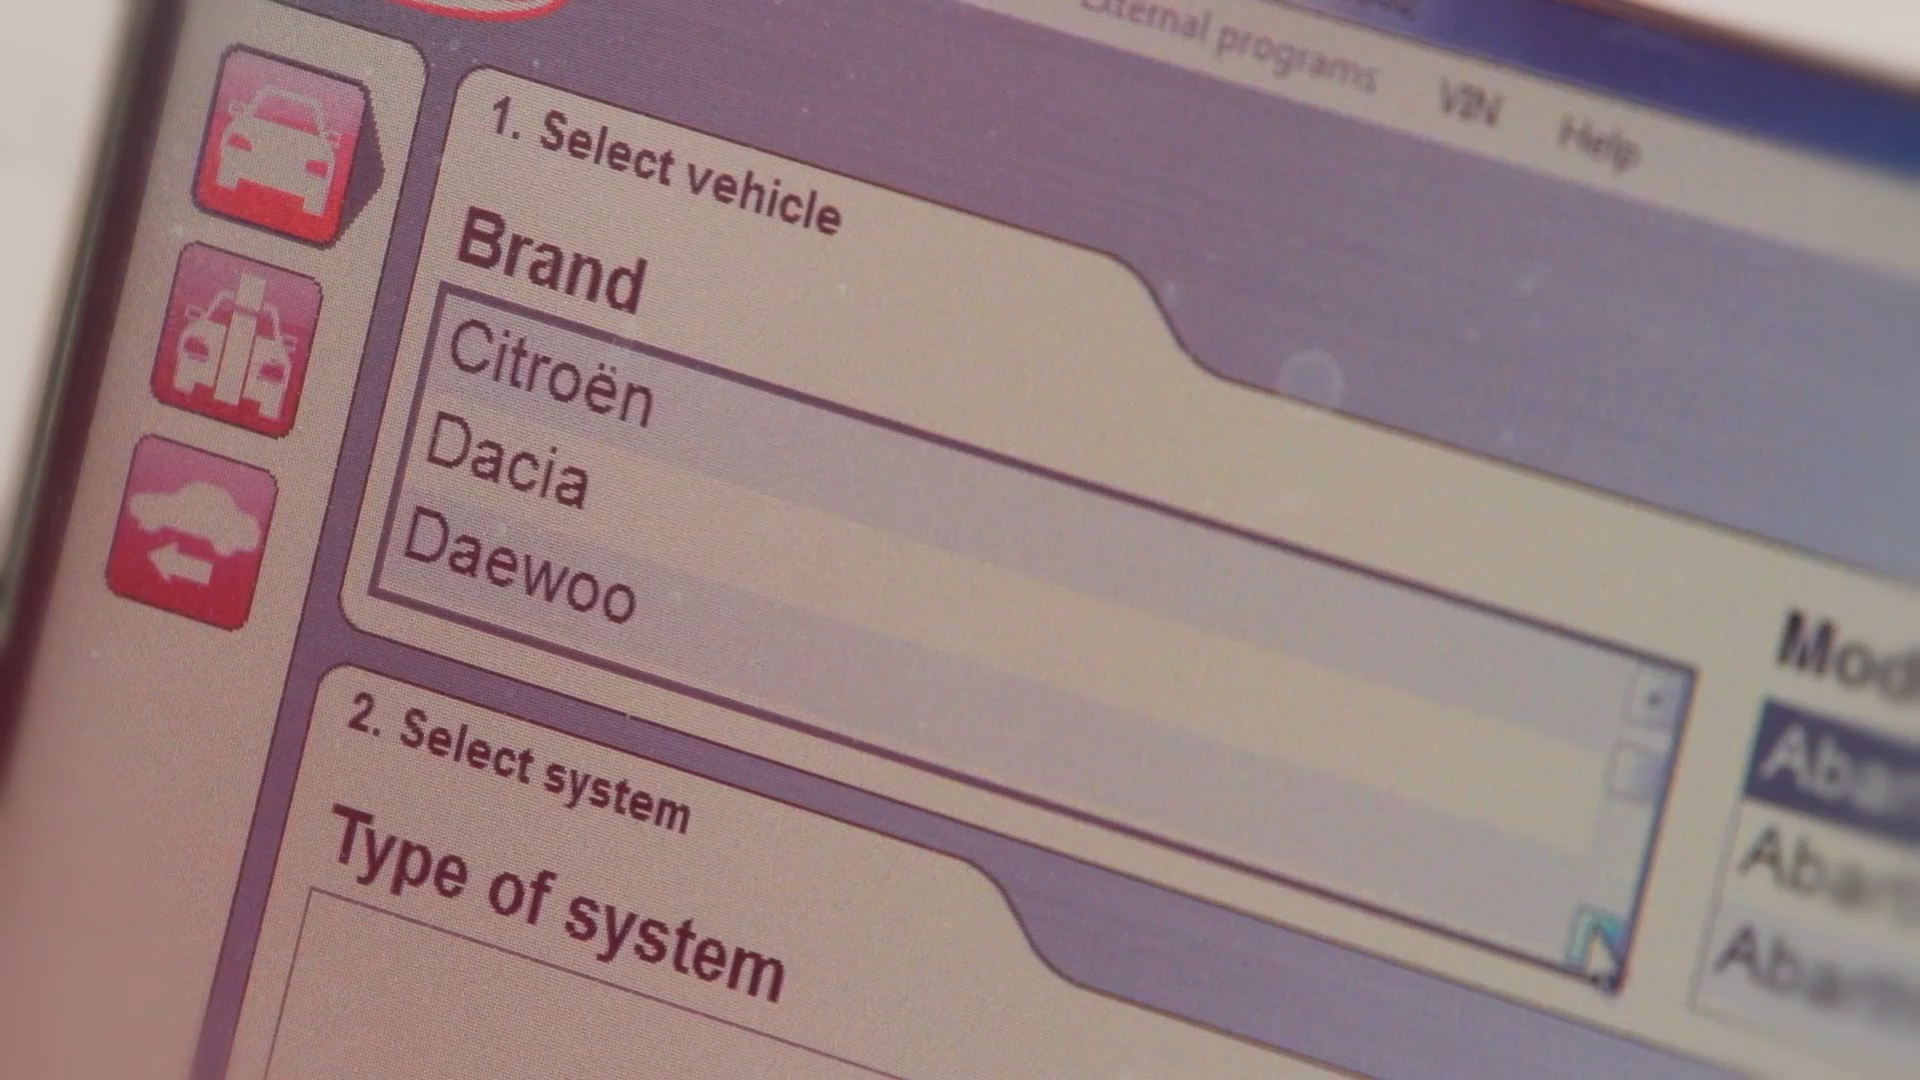 External programs VIN Help
1. Select vehicle
Brand
Citroën
Dacia
Daewoo
2. Select system
Type of system